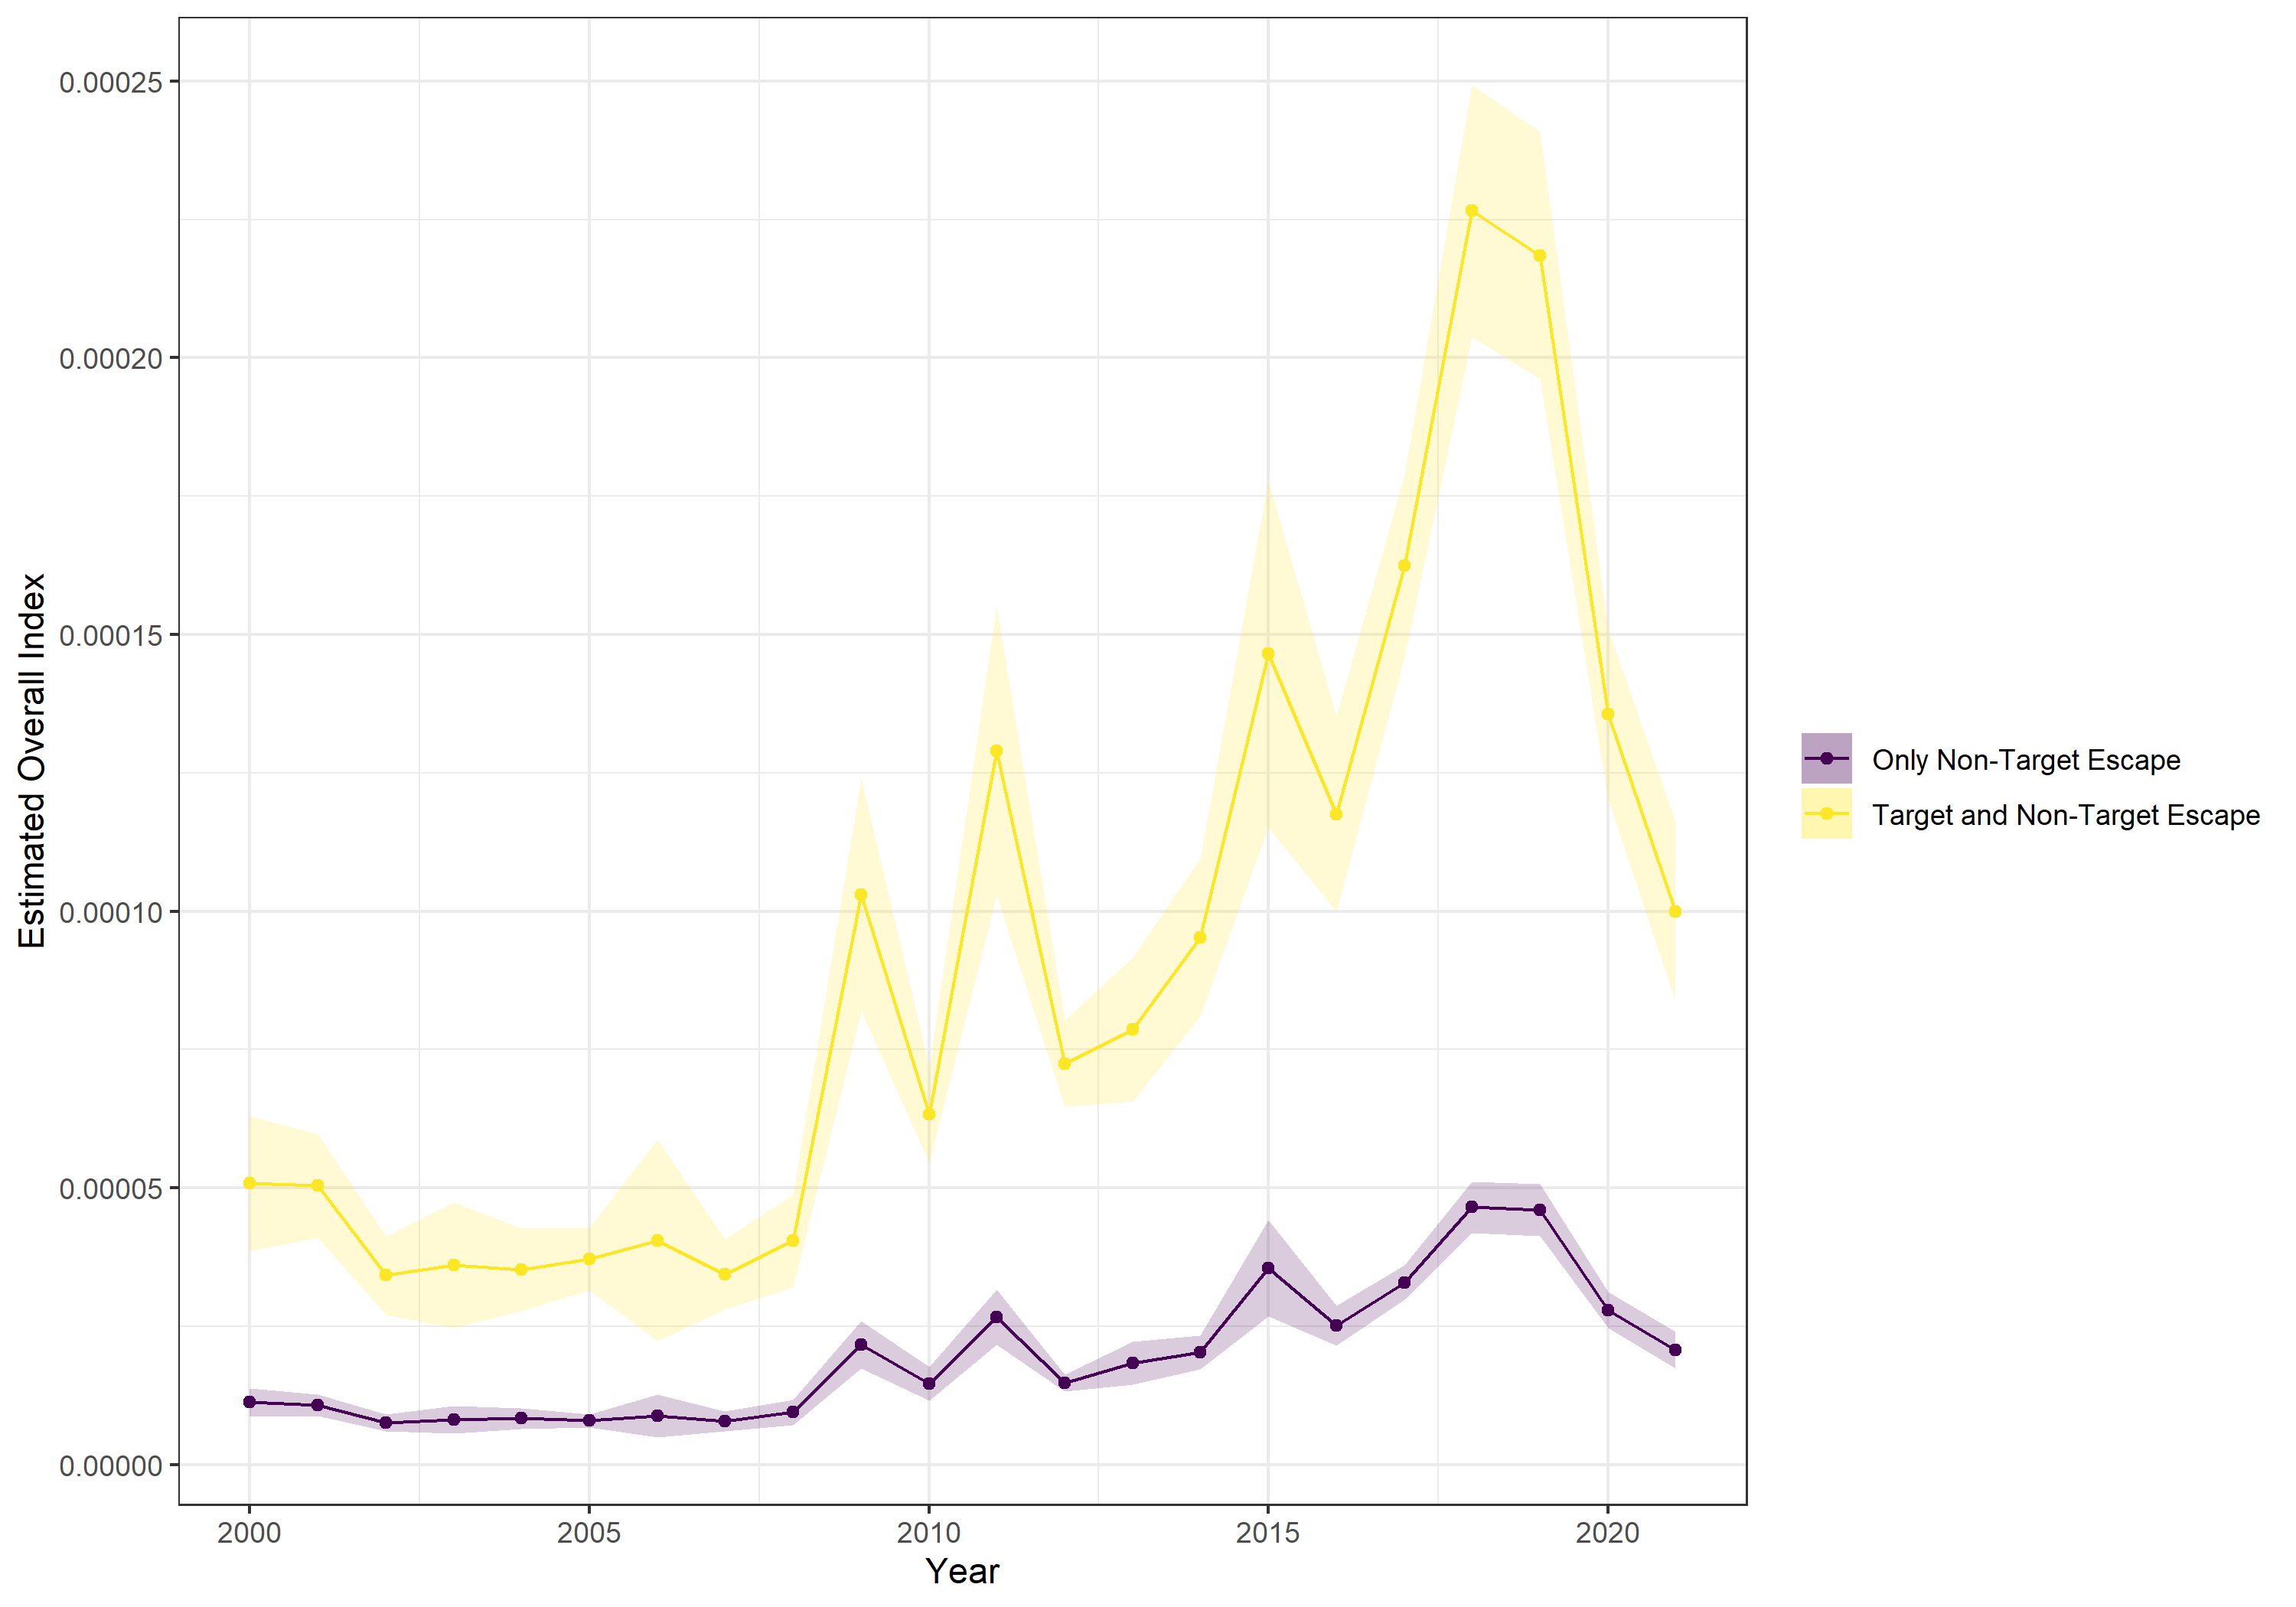 0.00025
0.00020
0.00015
0.00010
0.00005
0.00000
Estimated Overall Index
2000 2005 2010 2015 2020
Year
Only Non-Target Escape
Target and Non-Target Escape